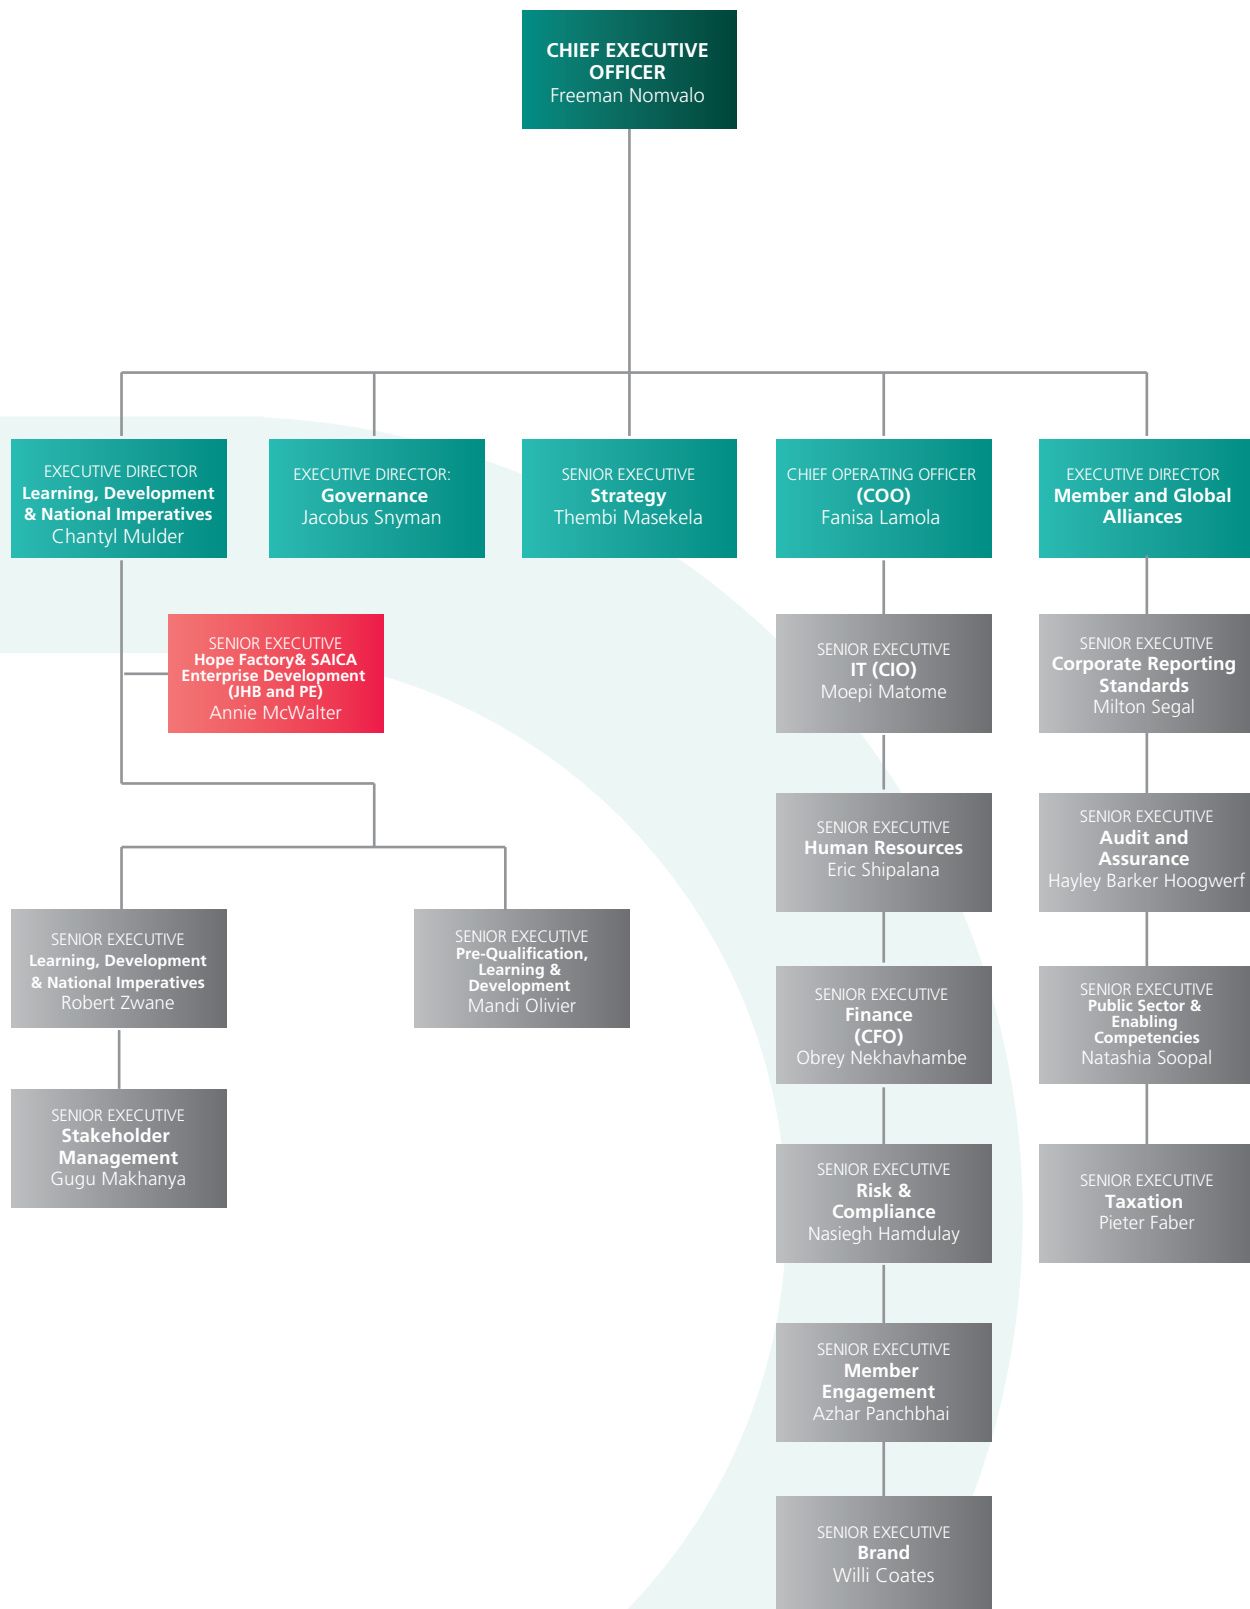 CHIEF EXECUTIVE
OFFICER
Freeman Nomvalo
EXECUTIVE DIRECTOR
Learning, Development
& National Imperatives
Chantyl Mulder
EXECUTIVE DIRECTOR:
Governance
Jacobus Snyman
SENIOR EXECUTIVE
Strategy
Thembi Masekela
CHIEF OPERATING OFFICER
(COO)
Fanisa Lamola
EXECUTIVE DIRECTOR
Member and Global
Alliances
SENIOR EXECUTIVE
Hope Factory& SAICA
Enterprise Development
(JHB and PE)
Annie McWalter
SENIOR EXECUTIVE
Learning, Development
& National Imperatives
Robert Zwane
SENIOR EXECUTIVE
Pre-Qualification,
Learning &
Development
Mandi Olivier
SENIOR EXECUTIVE
Stakeholder
Management
Gugu Makhanya
SENIOR EXECUTIVE
IT (CIO)
Moepi Matome
SENIOR EXECUTIVE
Human Resources
Eric Shipalana
SENIOR EXECUTIVE
Finance
(CFO)
Obrey Nekhavhambe
SENIOR EXECUTIVE
Risk &
Compliance
Nasiegh Hamdulay
SENIOR EXECUTIVE
Member
Engagement
Azhar Panchbhai
SENIOR EXECUTIVE
Brand
Willi Coates
SENIOR EXECUTIVE
Corporate Reporting
Standards
Milton Segal
SENIOR EXECUTIVE
Audit and
Assurance
Hayley Barker Hoogwerf
SENIOR EXECUTIVE
Public Sector &
Enabling
Competencies
Natashia Soopal
SENIOR EXECUTIVE
Taxation
Pieter Faber